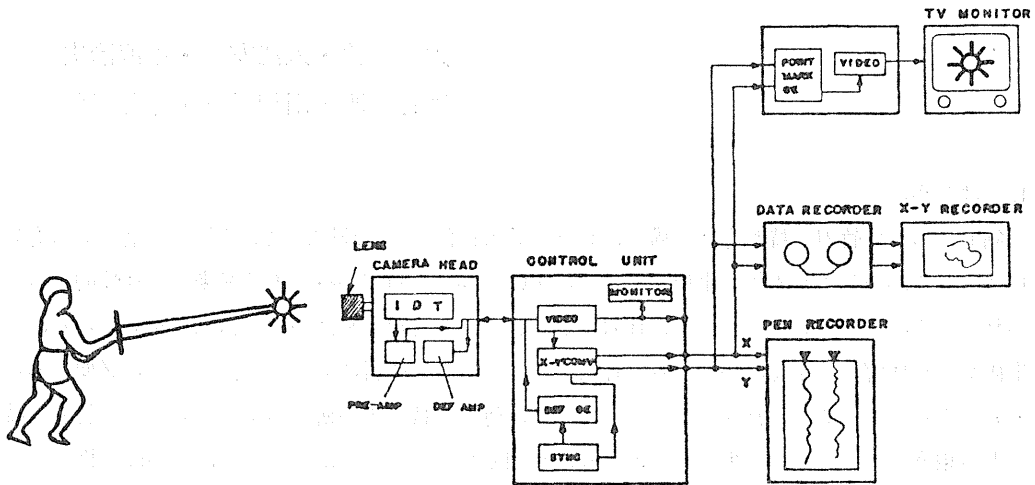 TV MONITOR
POINT
MARK
GE
VIDEO
DATA RECORDER
X-Y RECORDER
LENS
CAMERA HEAD
I D T
PRE-AMP
DEF AMP
CONTROL UNIT
MONITOR
VIDEO
X-Y CONV
DEF GE
SYNC
PEN RECORDER
X
Y